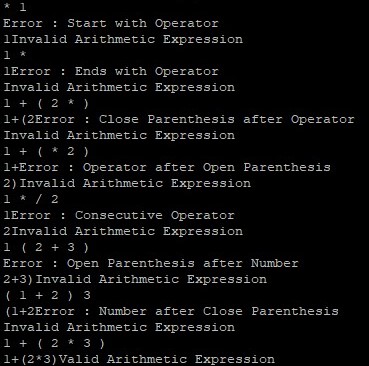 * 1
Error : Start with Operator
1Invalid Arithmetic Expression
1 *
1Error : Ends with Operator
Invalid Arithmetic Expression
1 + ( 2 * )
1+(2Error : Close Parenthesis after Operator
Invalid Arithmetic Expression
1 + ( * 2 )
1+Error : Operator after Open Parenthesis
2)Invalid Arithmetic Expression
1 * / 2
1Error : Consecutive Operator
2Invalid Arithmetic Expression
1 ( 2 + 3 )
Error : Open Parenthesis after Number
2+3)Invalid Arithmetic Expression
( 1 + 2 ) 3
(1+2Error : Number after Close Parenthesis
Invalid Arithmetic Expression
1 + ( 2 * 3 )
1+(2*3)Valid Arithmetic Expression